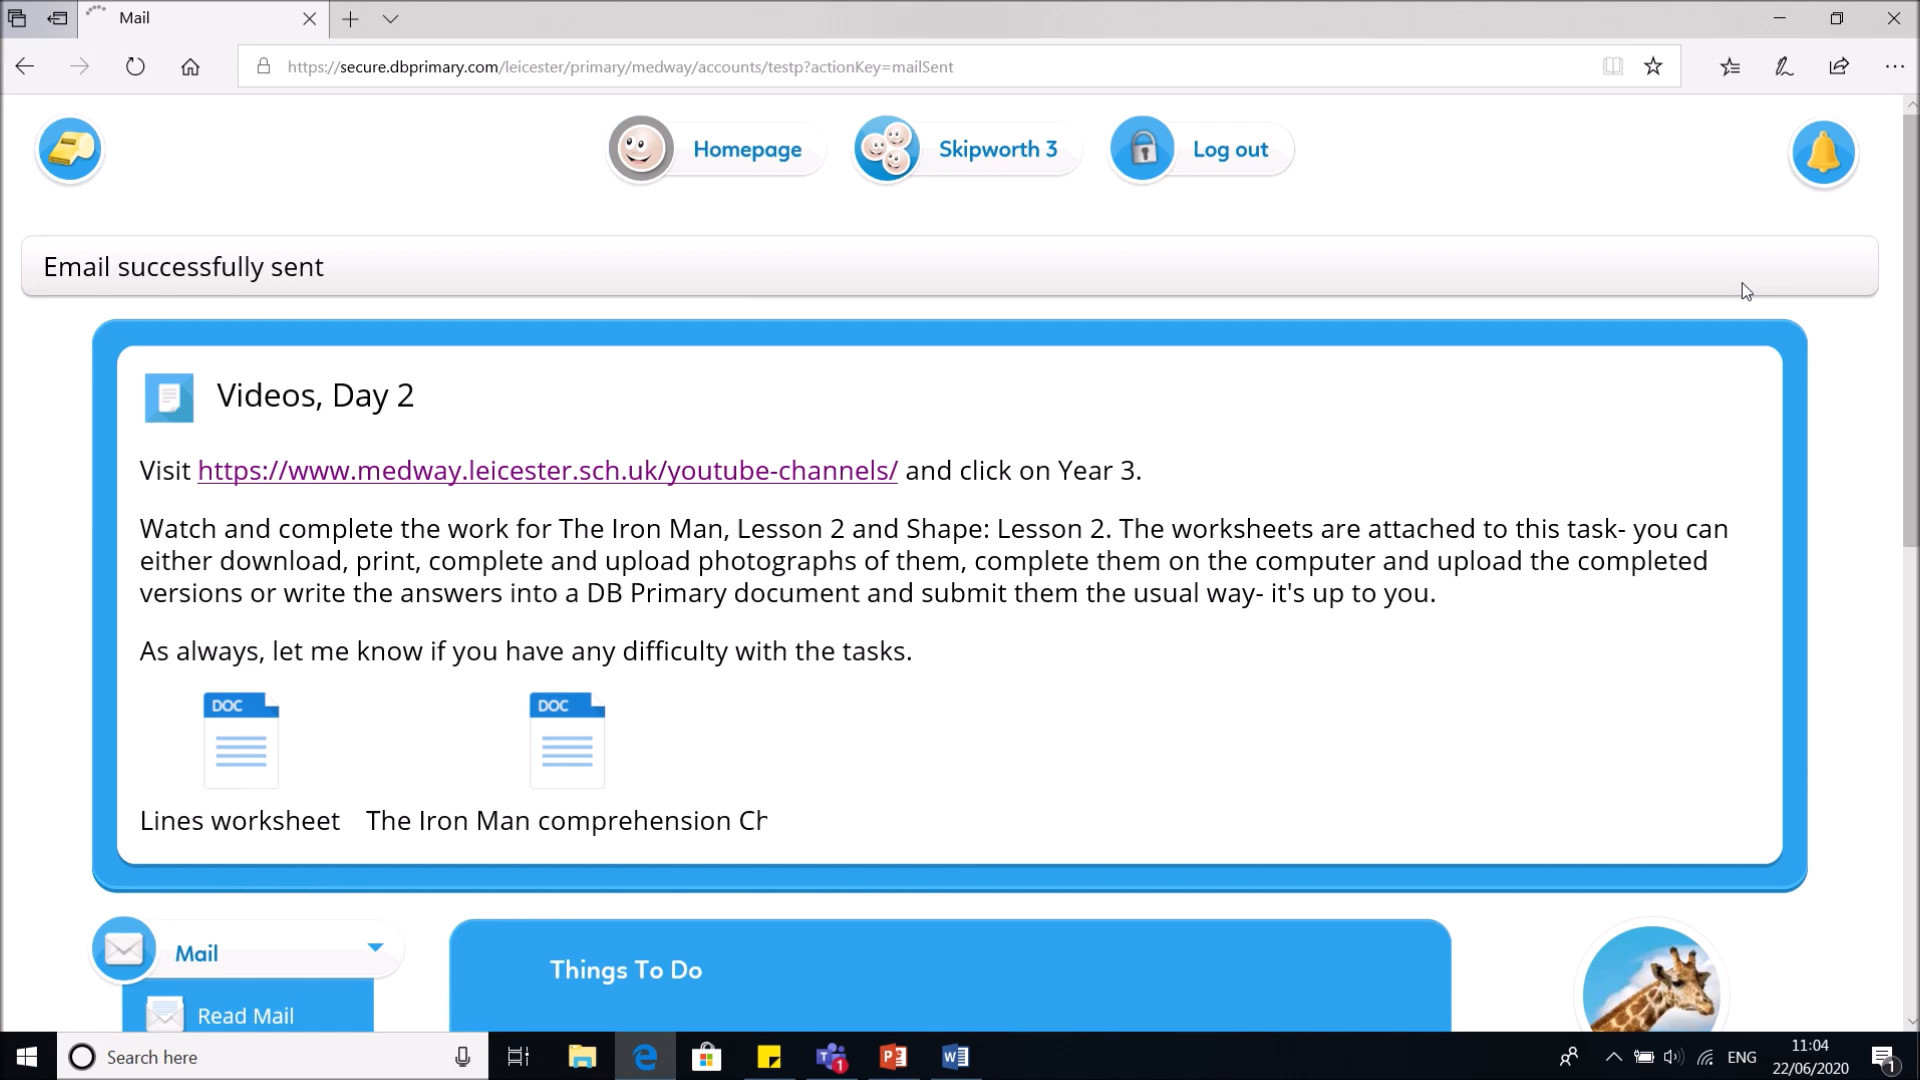 Mail
https://secure.dbprimary.com/leicester/primary/medway/accounts/testp?actionKey=mailSent
Homepage
Skipworth 3
Log out
Email successfully sent
Videos, Day 2
Visit https://www.medway.leicester.sch.uk/youtube-channels/ and click on Year 3.
Watch and complete the work for The Iron Man, Lesson 2 and Shape: Lesson 2. The worksheets are attached to this task- you can
either download, print, complete and upload photographs of them, complete them on the computer and upload the completed
versions or write the answers into a DB Primary document and submit them the usual way- it's up to you.
As always, let me know if you have any difficulty with the tasks.
DOC DOC
Lines worksheet The Iron Man comprehension Ch
Mail
Things To Do
Read Mail
Search here
1
P
W
ENG
11:04
22/06/2020
1